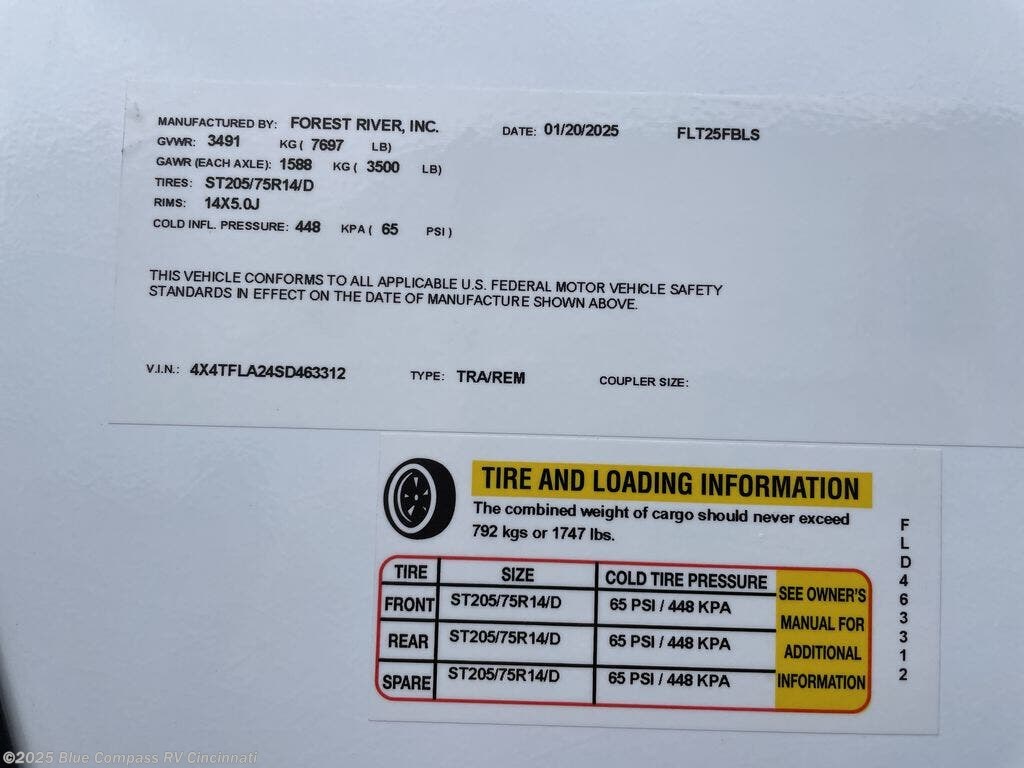 MANUFACTURED BY: FOREST RIVER, INC. DATE: 01/20/2025 FLT25FBLS
GVWR: 3491 KG ( 7697 LB)
GAWR (EACH AXLE): 1588 KG ( 3500 LB)
TIRES: ST205/75R14/D
RIMS: 14X5.0J
COLD INFL. PRESSURE: 448 KPA ( 65 PSI )
THIS VEHICLE CONFORMS TO ALL APPLICABLE U.S. FEDERAL MOTOR VEHICLE SAFETY
STANDARDS IN EFFECT ON THE DATE OF MANUFACTURE SHOWN ABOVE.
V.I.N.: 4X4TFLA24SD463312 TYPE: TRA/REM COUPLER SIZE:
TIRE AND LOADING INFORMATION
The combined weight of cargo should never exceed
792 kgs or 1747 lbs.
TIRE SIZE COLD TIRE PRESSURE
FRONT ST205/75R14/D 65 PSI / 448 KPA
REAR ST205/75R14/D 65 PSI / 448 KPA
SPARE ST205/75R14/D 65 PSI / 448 KPA
SEE OWNER'S
MANUAL FOR
ADDITIONAL
INFORMATION
FLD463312
©2025 Blue Compass RV Cincinnati